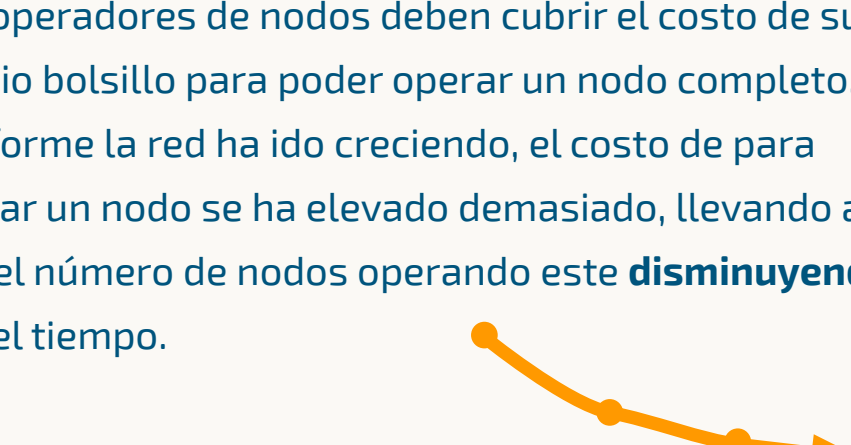 operadores de nodos deben cubrir el costo de su
io bolsillo para poder operar un nodo completo.
orme la red ha ido creciendo, el costo de para
ar un nodo se ha elevado demasiado, llevando a
el número de nodos operando este disminuyend
el tiempo.